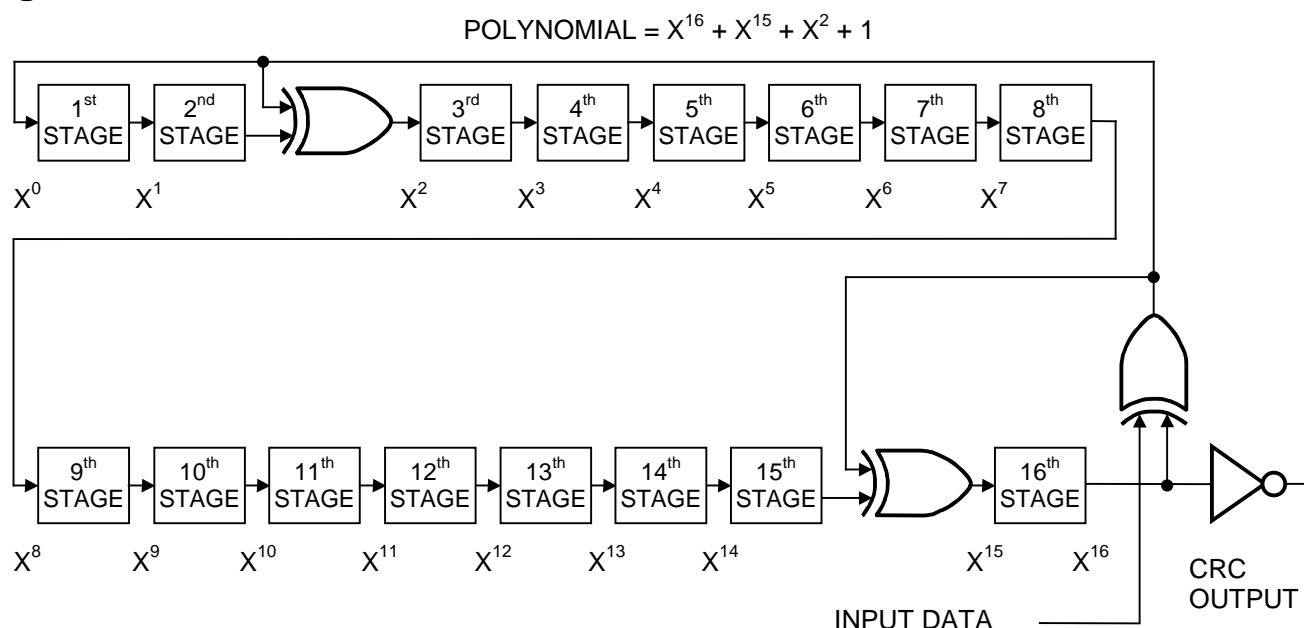 POLYNOMIAL = X¹⁶ + X¹⁵ + X² + 1
1st STAGE
2nd STAGE
3rd STAGE
4th STAGE
5th STAGE
6th STAGE
7th STAGE
8th STAGE
X⁰ X¹ X² X³ X⁴ X⁵ X⁶ X⁷
9th STAGE
10th STAGE
11th STAGE
12th STAGE
13th STAGE
14th STAGE
15th STAGE
16th STAGE
X⁸ X⁹ X¹⁰ X¹¹ X¹² X¹³ X¹⁴ X¹⁵ X¹⁶
CRC
OUTPUT
INPUT DATA